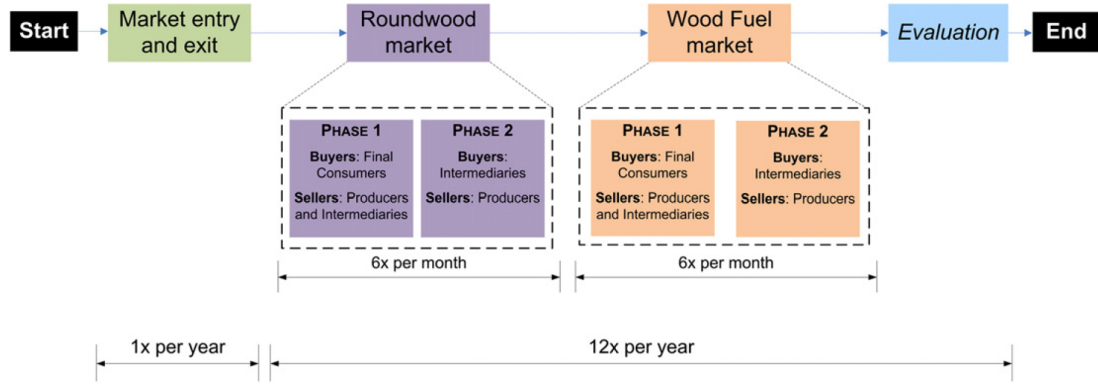 Start
Market entry
and exit
Roundwood
market
Wood Fuel
market
Evaluation
End
PHASE 1
Buyers: Final
Consumers
Sellers: Producers
and Intermediaries
PHASE 2
Buyers:
Intermediaries
Sellers: Producers
PHASE 1
Buyers: Final
Consumers
Sellers: Producers
and Intermediaries
PHASE 2
Buyers:
Intermediaries
Sellers: Producers
6x per month
6x per month
1x per year
12x per year